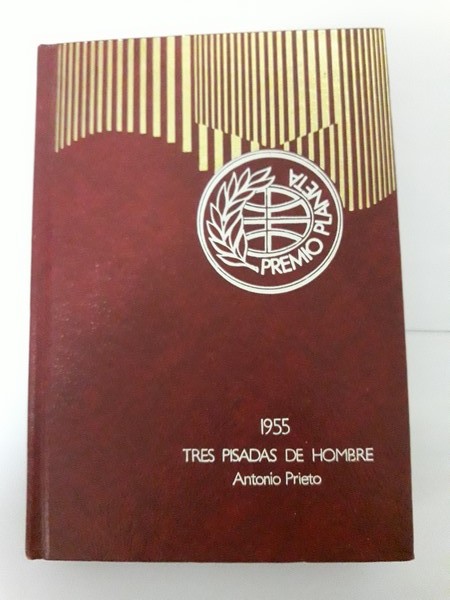 PREMIO PLANETA
1955
TRES PISADAS DE HOMBRE
Antonio Prieto